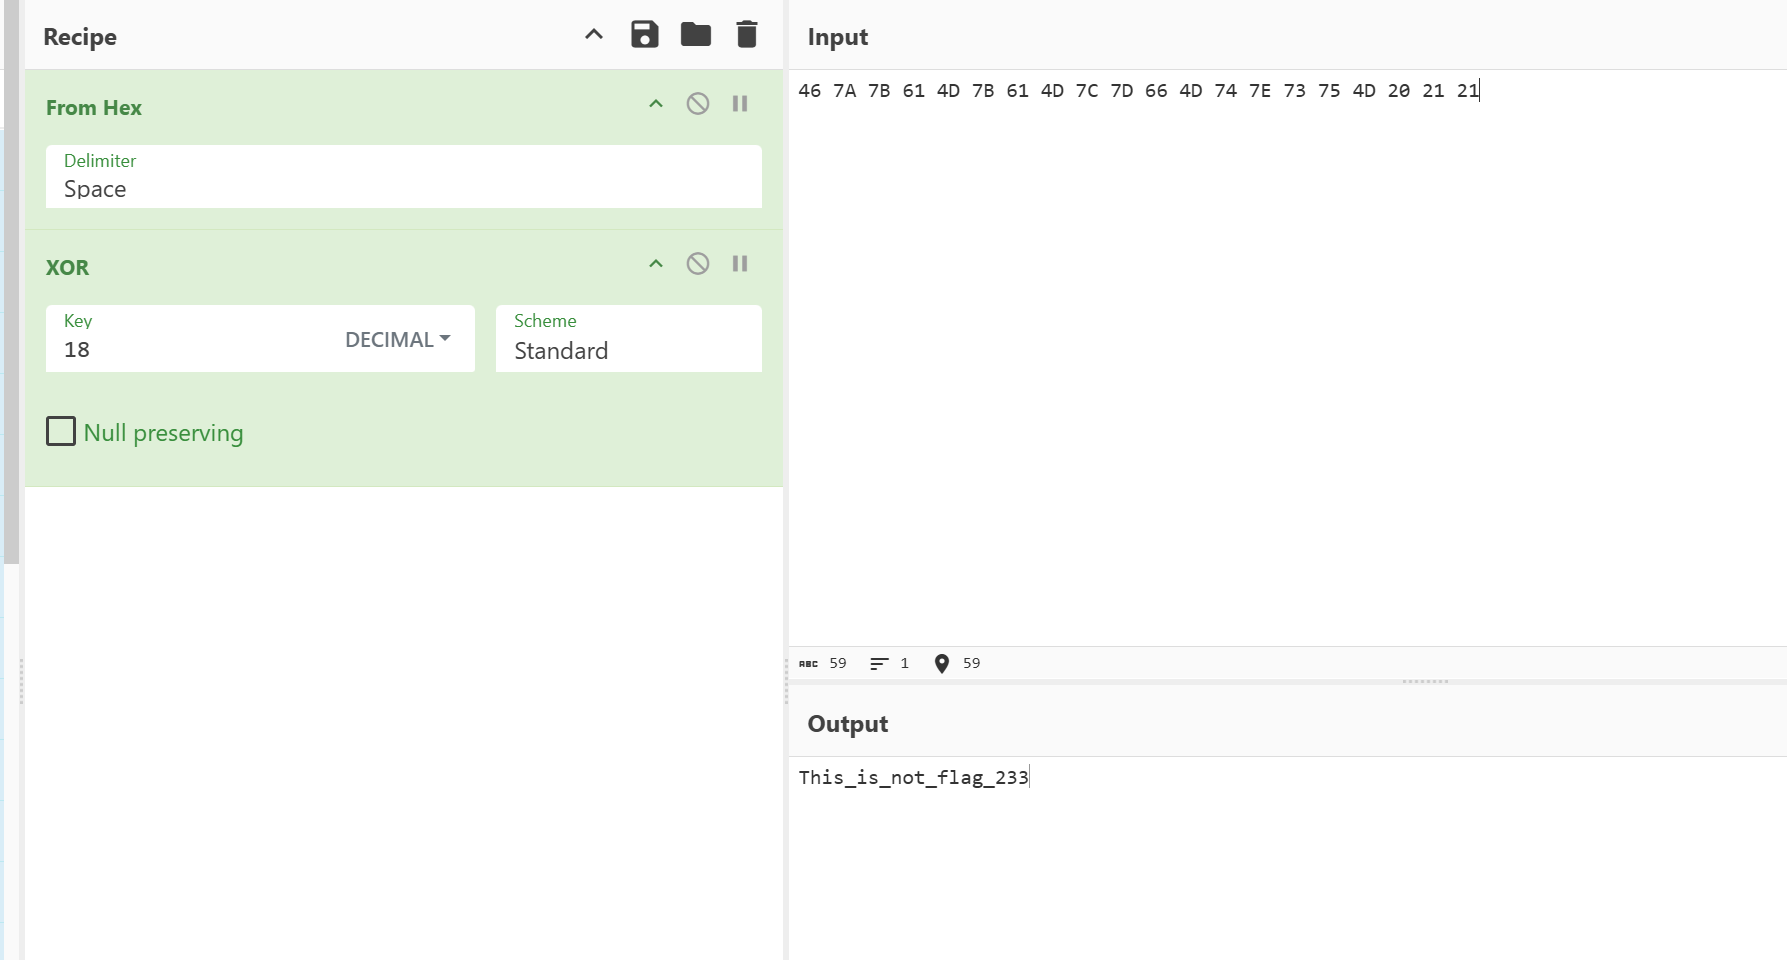 Recipe
From Hex
Delimiter
Space
XOR
Key
18
DECIMAL
Scheme
Standard
Null preserving
Input
46 7A 7B 61 4D 7B 61 4D 7C 7D 66 4D 74 7E 73 75 4D 20 21 21
ABC 59 1 59
Output
This_is_not_flag_233